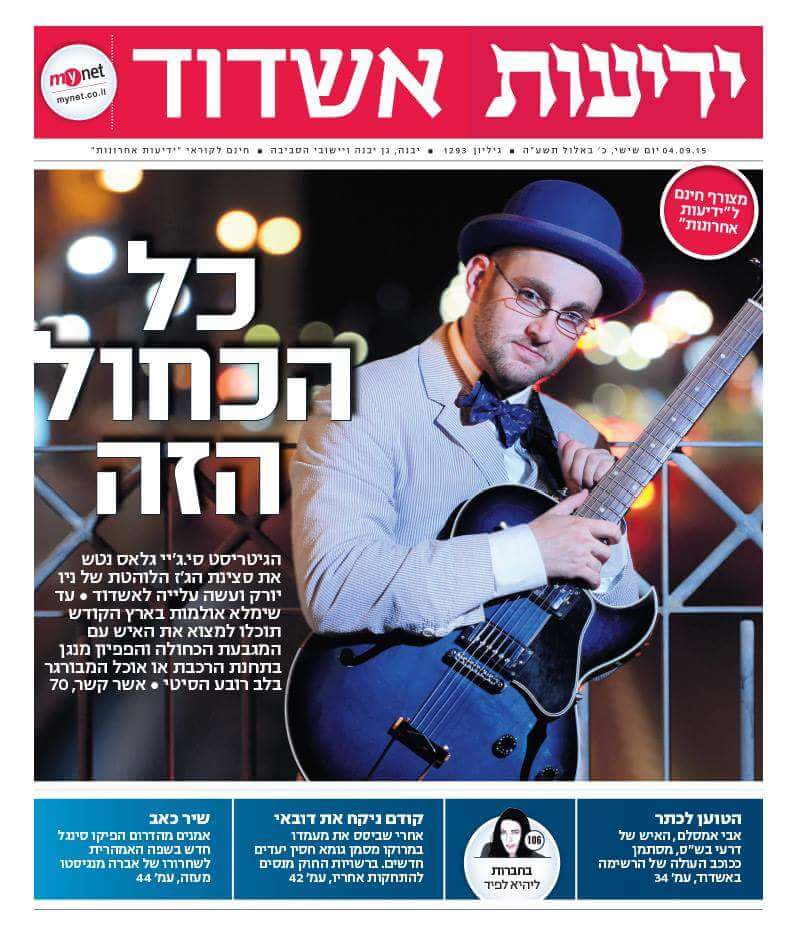 ידיעות אשדוד
mynet
mynet.co.il
04.09.15 יום שישי, כ' באלול תשע"ה ■ גיליון 1293 ■ יבנה, גן יבנה ויישובי הסביבה ■ חינם לקוראי "ידיעות אחרונות"
מצורף חינם
ל"ידיעות
אחרונות"
כל
הכחול
הזה
הגיטריסט סי.ג'יי גלאס נטש
את סצינת הג'ז הלוהטת של ניו
יורק ועשה עלייה לאשדוד • עד
שימלא אולמות בארץ הקודש
תוכלו למצוא את האיש עם
המגבעת הכחולה והפפיון מנגן
בתחנת הרכבת או אוכל המבורגר
בלב רובע הסיטי • אשר קשר, 70
הטוען לכתר
אבי אמסלם, האיש של
דרעי בש"ס, מסתמן
ככוכב העולה של הרשימה
באשדוד, עמ' 34
106
בחברות
ליהיא לפיד
קודם ניקח את דובאי
אחרי שביסס את מעמדו
במרוקו מסמן גומא חסין יעדים
חדשים. ברשויות החוק מנסים
להתחקות אחריו, עמ' 42
שיר כאב
אמנים מהדרום הפיקו סינגל
חדש בשפה האמהרית
לשחרורו של אברה מנגיסטו
מעזה, עמ' 44